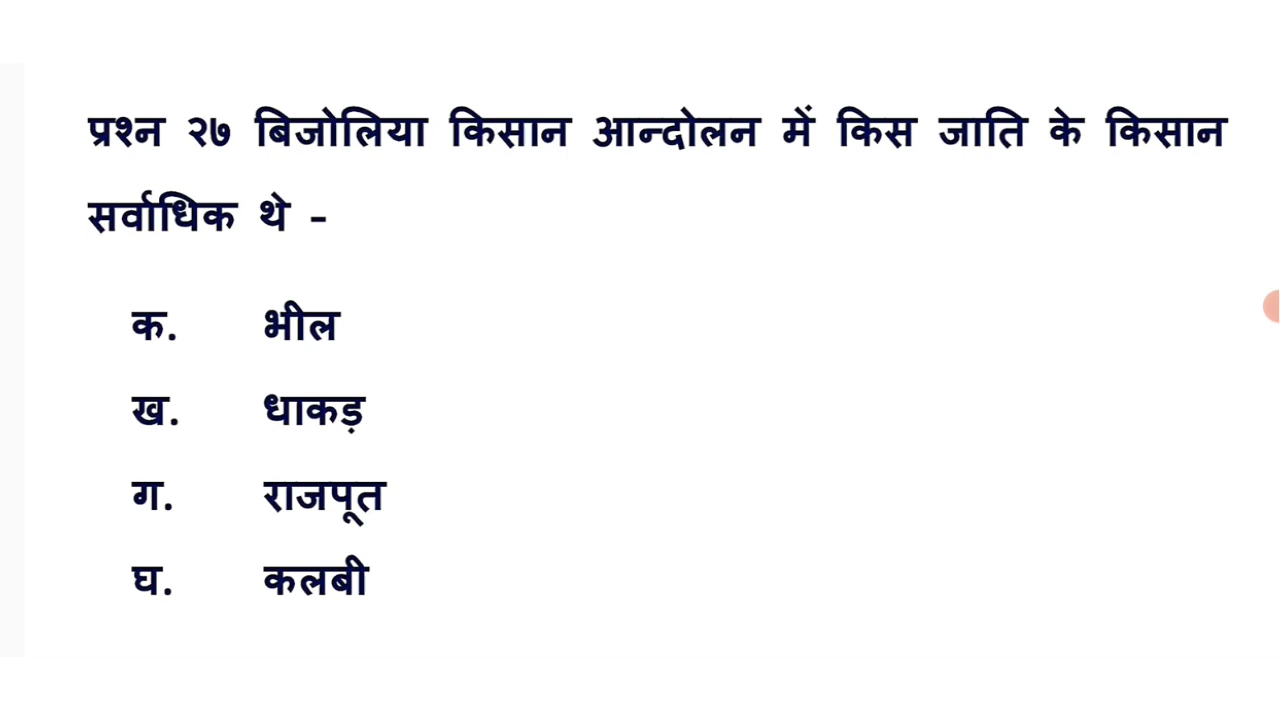 प्रश्न २७ बिजोलिया किसान आन्दोलन में किस जाति के किसान
सर्वाधिक थे -
क. भील
ख. धाकड़
ग. राजपूत
घ. कलबी